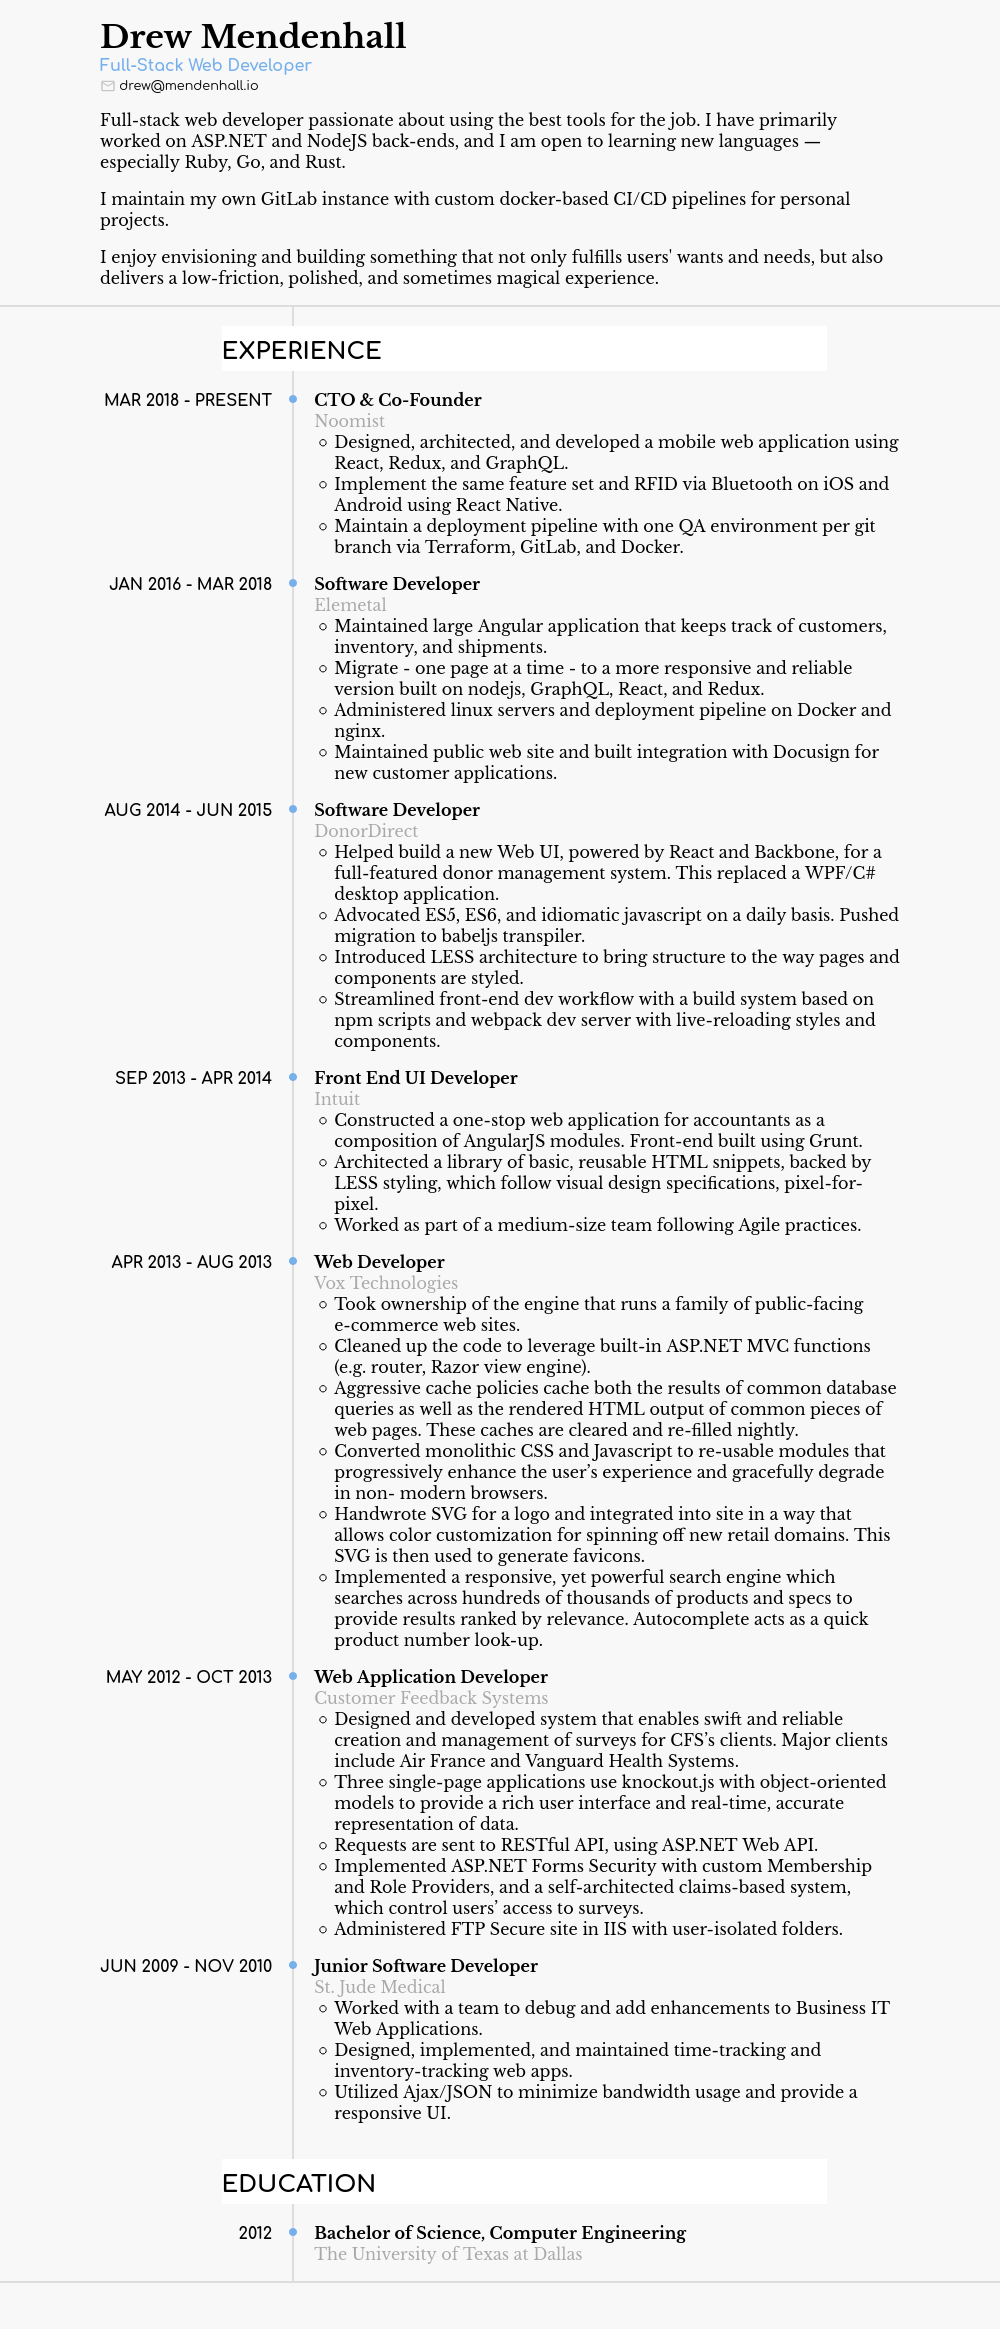 Drew Mendenhall
Full-Stack Web Developer
drew@mendenhall.io
Full-stack web developer passionate about using the best tools for the job. I have primarily
worked on ASP.NET and NodeJS back-ends, and I am open to learning new languages —
especially Ruby, Go, and Rust.
I maintain my own GitLab instance with custom docker-based CI/CD pipelines for personal
projects.
I enjoy envisioning and building something that not only fulfills users' wants and needs, but also
delivers a low-friction, polished, and sometimes magical experience.
EXPERIENCE
MAR 2018 - PRESENT
CTO & Co-Founder
Noomist
Designed, architected, and developed a mobile web application using
React, Redux, and GraphQL.
Implement the same feature set and RFID via Bluetooth on iOS and
Android using React Native.
Maintain a deployment pipeline with one QA environment per git
branch via Terraform, GitLab, and Docker.
JAN 2016 - MAR 2018
Software Developer
Elemetal
Maintained large Angular application that keeps track of customers,
inventory, and shipments.
Migrate - one page at a time - to a more responsive and reliable
version built on nodejs, GraphQL, React, and Redux.
Administered linux servers and deployment pipeline on Docker and
nginx.
Maintained public web site and built integration with Docusign for
new customer applications.
AUG 2014 - JUN 2015
Software Developer
DonorDirect
Helped build a new Web UI, powered by React and Backbone, for a
full-featured donor management system. This replaced a WPF/C#
desktop application.
Advocated ES5, ES6, and idiomatic javascript on a daily basis. Pushed
migration to babeljs transpiler.
Introduced LESS architecture to bring structure to the way pages and
components are styled.
Streamlined front-end dev workflow with a build system based on
npm scripts and webpack dev server with live-reloading styles and
components.
SEP 2013 - APR 2014
Front End UI Developer
Intuit
Constructed a one-stop web application for accountants as a
composition of AngularJS modules. Front-end built using Grunt.
Architected a library of basic, reusable HTML snippets, backed by
LESS styling, which follow visual design specifications, pixel-for-
pixel.
Worked as part of a medium-size team following Agile practices.
APR 2013 - AUG 2013
Web Developer
Vox Technologies
Took ownership of the engine that runs a family of public-facing
e-commerce web sites.
Cleaned up the code to leverage built-in ASP.NET MVC functions
(e.g. router, Razor view engine).
Aggressive cache policies cache both the results of common database
queries as well as the rendered HTML output of common pieces of
web pages. These caches are cleared and re-filled nightly.
Converted monolithic CSS and Javascript to re-usable modules that
progressively enhance the user’s experience and gracefully degrade
in non- modern browsers.
Handwrote SVG for a logo and integrated into site in a way that
allows color customization for spinning off new retail domains. This
SVG is then used to generate favicons.
Implemented a responsive, yet powerful search engine which
searches across hundreds of thousands of products and specs to
provide results ranked by relevance. Autocomplete acts as a quick
product number look-up.
MAY 2012 - OCT 2013
Web Application Developer
Customer Feedback Systems
Designed and developed system that enables swift and reliable
creation and management of surveys for CFS’s clients. Major clients
include Air France and Vanguard Health Systems.
Three single-page applications use knockout.js with object-oriented
models to provide a rich user interface and real-time, accurate
representation of data.
Requests are sent to RESTful API, using ASP.NET Web API.
Implemented ASP.NET Forms Security with custom Membership
and Role Providers, and a self-architected claims-based system,
which control users’ access to surveys.
Administered FTP Secure site in IIS with user-isolated folders.
JUN 2009 - NOV 2010
Junior Software Developer
St. Jude Medical
Worked with a team to debug and add enhancements to Business IT
Web Applications.
Designed, implemented, and maintained time-tracking and
inventory-tracking web apps.
Utilized Ajax/JSON to minimize bandwidth usage and provide a
responsive UI.
EDUCATION
2012
Bachelor of Science, Computer Engineering
The University of Texas at Dallas